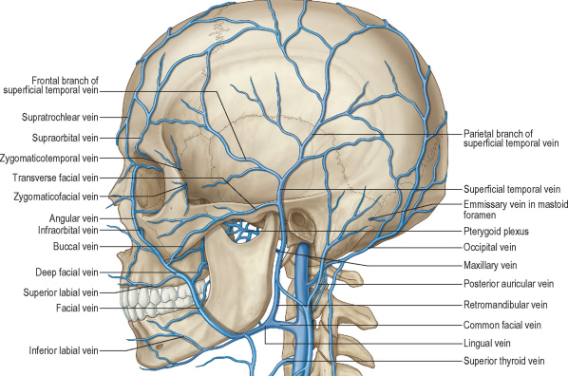 Frontal branch of
superficial temporal vein
Supratrochlear vein
Supraorbital vein
Zygomaticotemporal vein
Transverse facial vein
Zygomaticofacial vein
Angular vein
Infraorbital vein
Buccal vein
Deep facial vein
Superior labial vein
Facial vein
Inferior labial vein
Parietal branch of
superficial temporal vein
Superficial temporal vein
Emmissary vein in mastoid
foramen
Pterygoid plexus
Occipital vein
Maxillary vein
Posterior auricular vein
Retromandibular vein
Common facial vein
Lingual vein
Superior thyroid vein